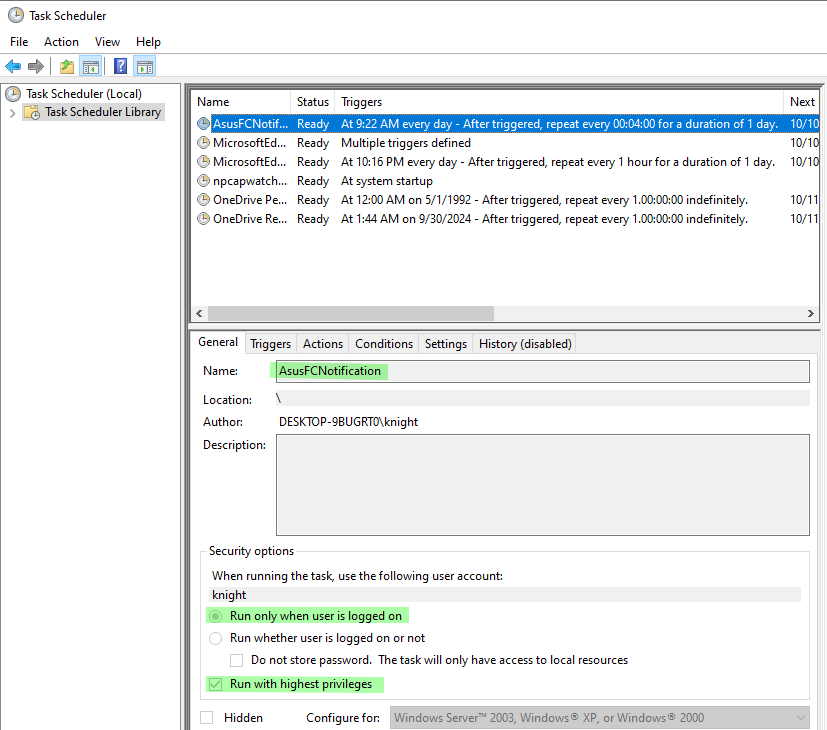 Task Scheduler
File Action View Help
Task Scheduler (Local)
Task Scheduler Library
Name Status Triggers Next
AsusFCNotif... Ready At 9:22 AM every day - After triggered, repeat every 00:04:00 for a duration of 1 day. 10/10
MicrosoftEd... Ready Multiple triggers defined 10/10
MicrosoftEd... Ready At 10:16 PM every day - After triggered, repeat every 1 hour for a duration of 1 day. 10/10
npcapwatch... Ready At system startup
OneDrive Pe... Ready At 12:00 AM on 5/1/1992 - After triggered, repeat every 1.00:00:00 indefinitely. 10/11
OneDrive Re... Ready At 1:44 AM on 9/30/2024 - After triggered, repeat every 1.00:00:00 indefinitely. 10/11
General Triggers Actions Conditions Settings History (disabled)
Name: AsusFCNotification
Location: \
Author: DESKTOP-9BUGRT0\knight
Description:
Security options
When running the task, use the following user account:
knight
Run only when user is logged on
Run whether user is logged on or not
Do not store password. The task will only have access to local resources
Run with highest privileges
Hidden Configure for: Windows Server™ 2003, Windows® XP, or Windows® 2000